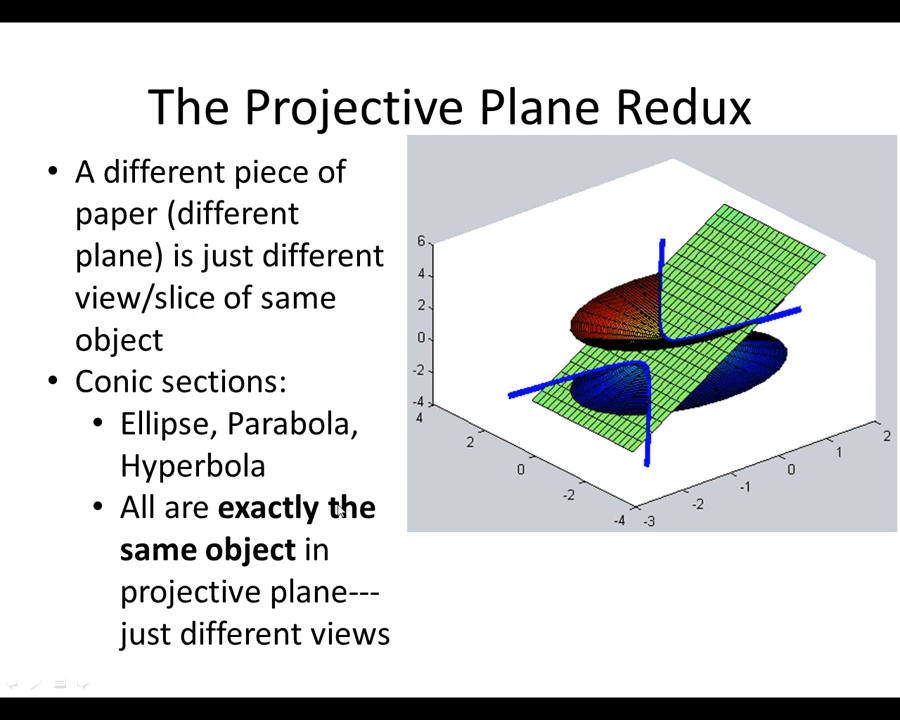 The Projective Plane Redux
• A different piece of
paper (different
plane) is just different
view/slice of same
object
• Conic sections:
• Ellipse, Parabola,
Hyperbola
• All are exactly the
same object in
projective plane---
just different views
6
4
2
0
-2
-4
4
2
0
-2
-4
-3
-2
-1
0
1
2